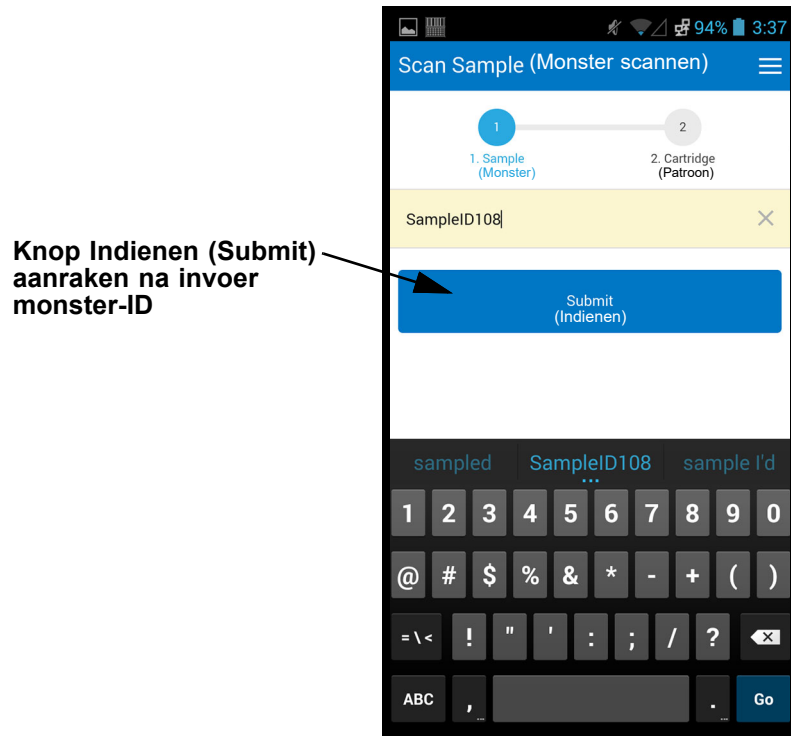 94% 3:37
Scan Sample (Monster scannen)
1 2
1. Sample 2. Cartridge
(Monster) (Patroon)
SampleID108
Knop Indienen (Submit)
aanraken na invoer
monster-ID
Submit
(Indienen)
sampled SampleID108 sample I'd
1 2 3 4 5 6 7 8 9 0
@ # $ % & * - + ( )
= \ < ! " ' : ; / ?
ABC , . Go